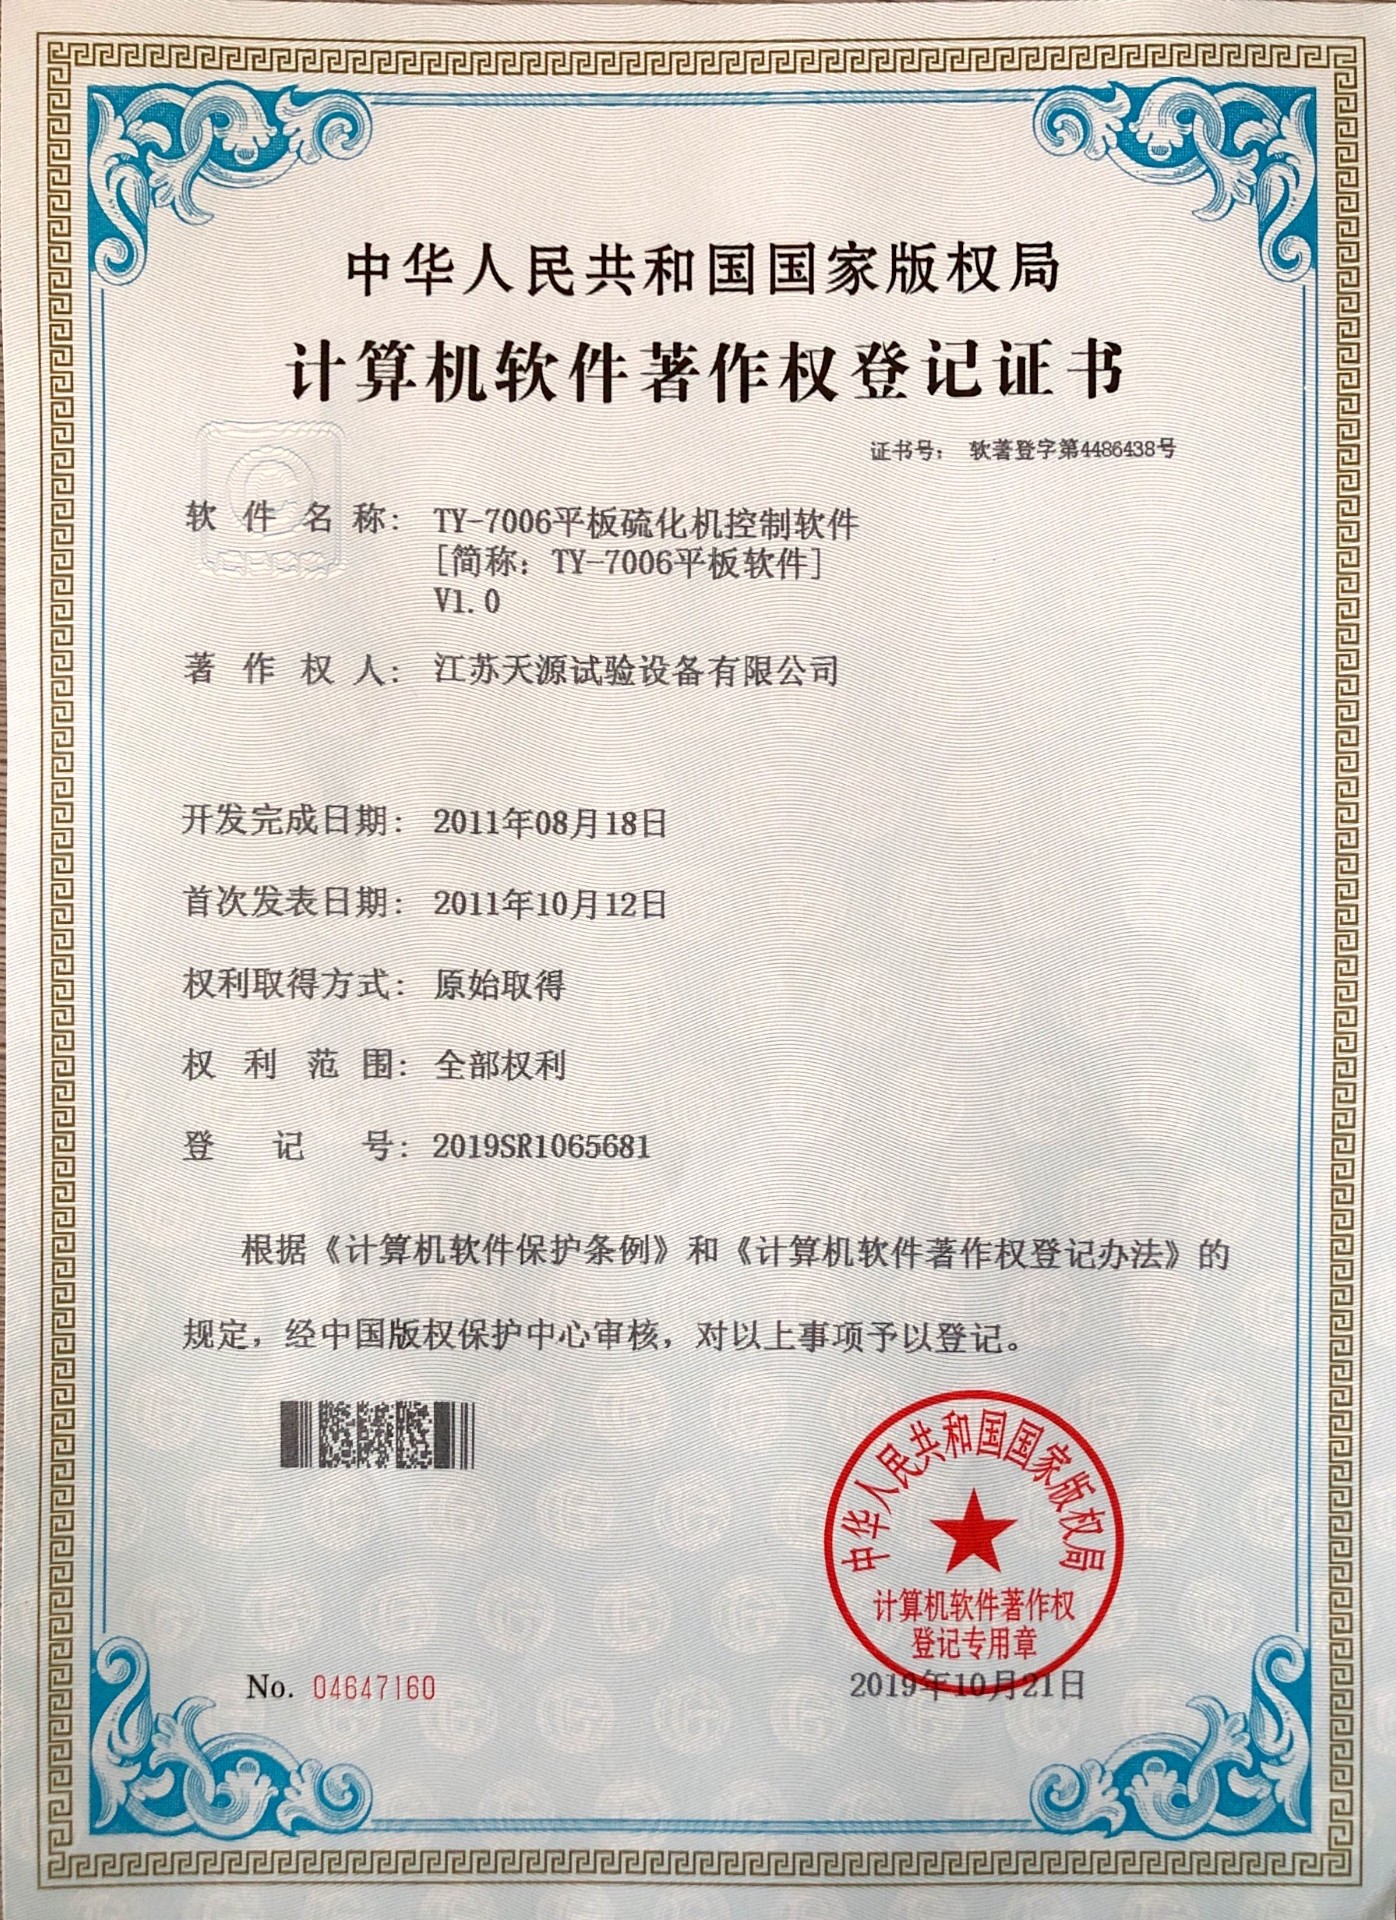 中华人民共和国国家版权局
计算机软件著作权登记证书
证书号： 软著登字第4486438号
软件名称： TY-7006平板硫化机控制软件
[简称：TY-7006平板软件]
V1.0
著作权人： 江苏天源试验设备有限公司
开发完成日期： 2011年08月18日
首次发表日期： 2011年10月12日
权利取得方式： 原始取得
权利范围： 全部权利
登记号： 2019SR1065681
根据《计算机软件保护条例》和《计算机软件著作权登记办法》的
规定，经中国版权保护中心审核，对以上事项予以登记。
中华人民共和国国家版权局
计算机软件著作权
登记专用章
No. 04647160
2019年10月21日